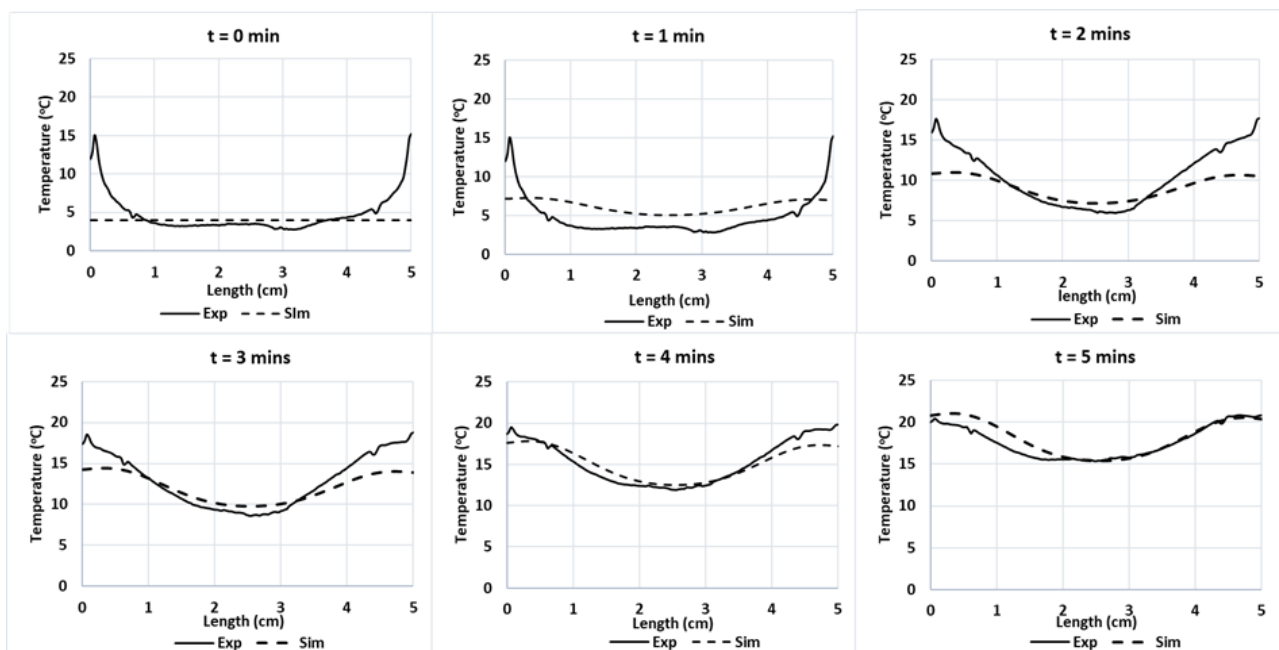 t = 0 min
25
20
15
10
5
0
Temperature (ºC)
0 1 2 3 4 5
Length (cm)
Exp SIm
t = 1 min
25
20
15
10
5
0
Temperature (ºC)
0 1 2 3 4 5
Length (cm)
Exp Sim
t = 2 mins
25
20
15
10
5
0
Temperature (ºC)
0 1 2 3 4 5
length (cm)
Exp Sim
t = 3 mins
25
20
15
10
5
0
Temperature (ºC)
0 1 2 3 4 5
Length (cm)
Exp Sim
t = 4 mins
25
20
15
10
5
0
Temperature (ºC)
0 1 2 3 4 5
Length (cm)
Exp Sim
t = 5 mins
25
20
15
10
5
0
Temperature (ºC)
0 1 2 3 4 5
Length (cm)
Exp Sim